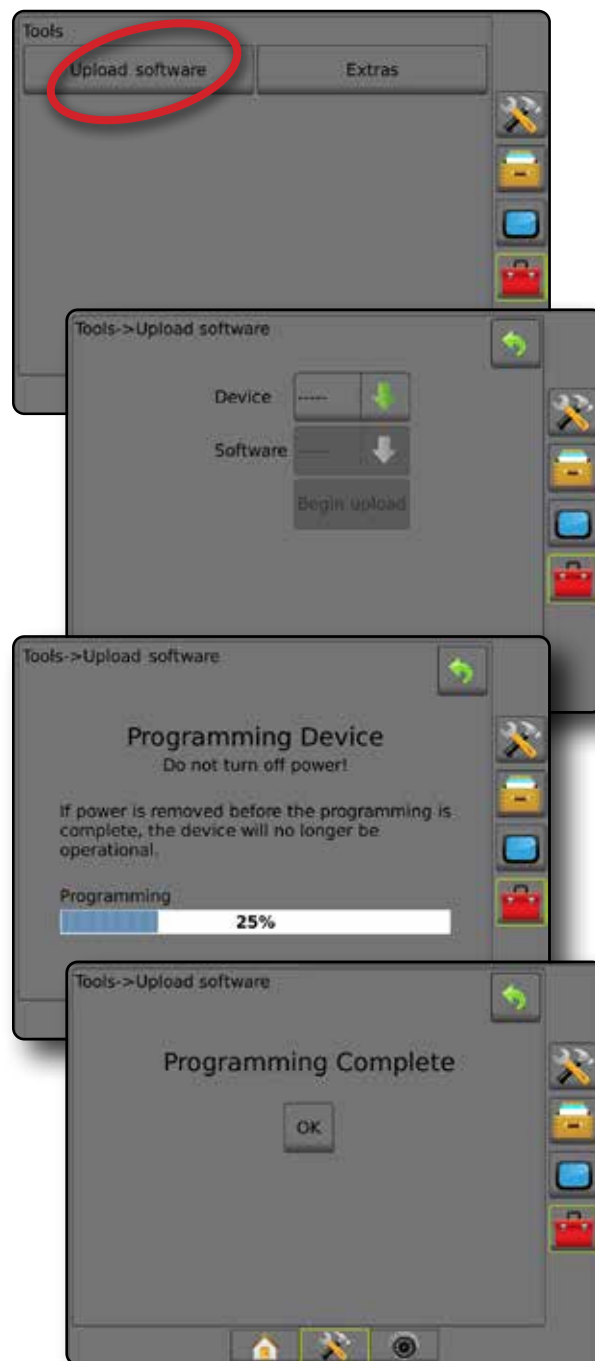 Tools
Upload software
Extras
Tools->Upload software
Device
-----
Software
-----
Begin upload
Tools->Upload software
Programming Device
Do not turn off power!
If power is removed before the programming is
complete, the device will no longer be
operational.
Programming
25%
Tools->Upload software
Programming Complete
OK